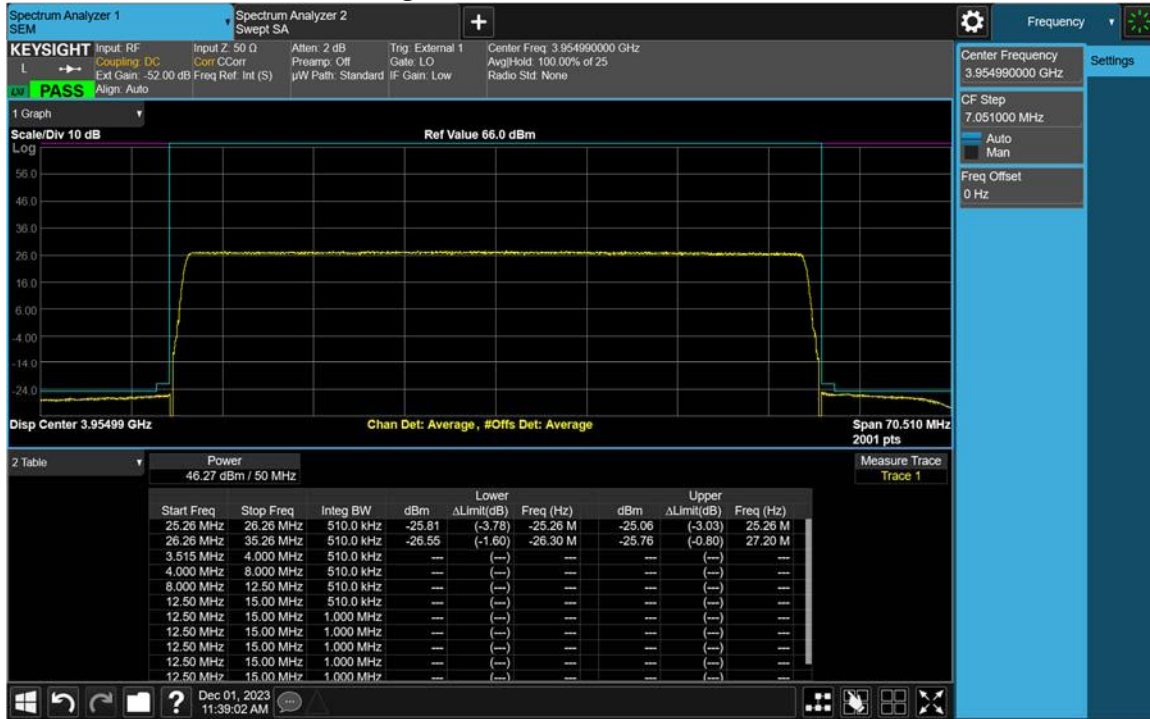 Spectrum Analyzer 1
SEM
Spectrum Analyzer 2
Swept SA
+
Frequency
KEYSIGHT
L
PASS
Input: RF
Coupling: DC
Ext Gain: -52.00 dB
Align: Auto
Input Z: 50 Ω
Corr CCorr
Freq Ref: Int (S)
Atten: 2 dB
Preamp: Off
µW Path: Standard
Trig: External 1
Gate: LO
IF Gain: Low
Center Freq: 3.954990000 GHz
Avg|Hold: 100.00% of 25
Radio Std: None
Center Frequency
3.954990000 GHz
Settings
CF Step
7.051000 MHz
Auto
Man
Freq Offset
0 Hz
1 Graph
Scale/Div 10 dB
Ref Value 66.0 dBm
Log
56.0
46.0
36.0
26.0
16.0
6.00
-4.00
-14.0
-24.0
Disp Center 3.95499 GHz
Chan Det: Average , #Offs Det: Average
Span 70.510 MHz
2001 pts
2 Table
Power
46.27 dBm / 50 MHz
Measure Trace
Trace 1
Lower Upper
Start Freq Stop Freq Integ BW dBm ΔLimit(dB) Freq (Hz) dBm ΔLimit(dB) Freq (Hz)
25.26 MHz 26.26 MHz 510.0 kHz -25.81 (-3.78) -25.26 M -25.06 (-3.03) 25.26 M
26.26 MHz 35.26 MHz 510.0 kHz -26.55 (-1.60) -26.30 M -25.76 (-0.80) 27.20 M
3.515 MHz 4.000 MHz 510.0 kHz --- (---) --- --- (---) ---
4.000 MHz 8.000 MHz 510.0 kHz --- (---) --- --- (---) ---
8.000 MHz 12.50 MHz 510.0 kHz --- (---) --- --- (---) ---
12.50 MHz 15.00 MHz 510.0 kHz --- (---) --- --- (---) ---
12.50 MHz 15.00 MHz 1.000 MHz --- (---) --- --- (---) ---
12.50 MHz 15.00 MHz 1.000 MHz --- (---) --- --- (---) ---
12.50 MHz 15.00 MHz 1.000 MHz --- (---) --- --- (---) ---
12.50 MHz 15.00 MHz 1.000 MHz --- (---) --- --- (---) ---
12.50 MHz 15.00 MHz 1.000 MHz --- (---) --- --- (---) ---
?
Dec 01, 2023
11:39:02 AM